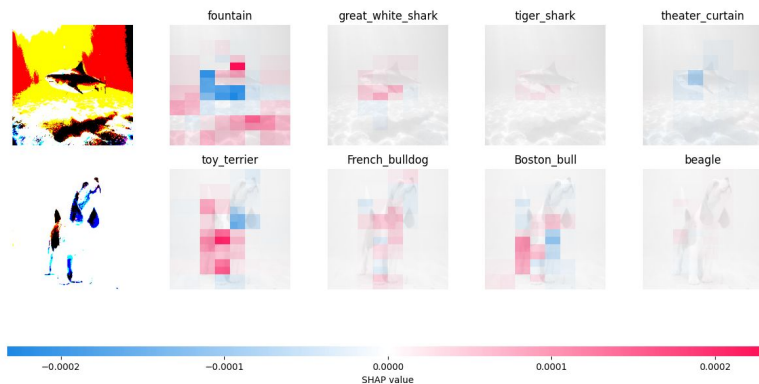 fountain great_white_shark tiger_shark theater_curtain
toy_terrier French_bulldog Boston_bull beagle
−0.0002 −0.0001 0.0000 0.0001 0.0002
SHAP value